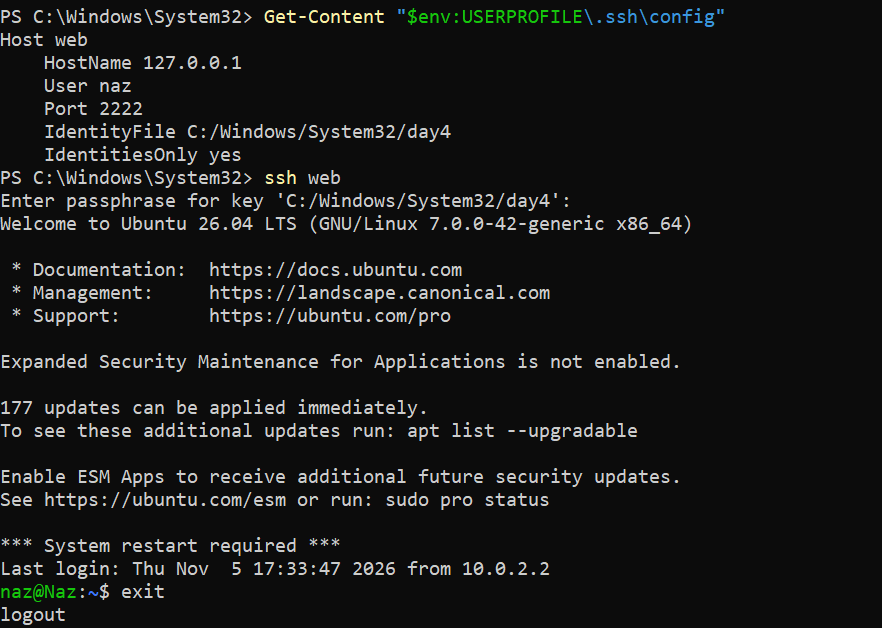 PS C:\Windows\System32> Get-Content "$env:USERPROFILE\.ssh\config"
Host web
    HostName 127.0.0.1
    User naz
    Port 2222
    IdentityFile C:/Windows/System32/day4
    IdentitiesOnly yes
PS C:\Windows\System32> ssh web
Enter passphrase for key 'C:/Windows/System32/day4':
Welcome to Ubuntu 26.04 LTS (GNU/Linux 7.0.0-42-generic x86_64)

 * Documentation:  https://docs.ubuntu.com
 * Management:     https://landscape.canonical.com
 * Support:        https://ubuntu.com/pro

Expanded Security Maintenance for Applications is not enabled.

177 updates can be applied immediately.
To see these additional updates run: apt list --upgradable

Enable ESM Apps to receive additional future security updates.
See https://ubuntu.com/esm or run: sudo pro status

*** System restart required ***
Last login: Thu Nov  5 17:33:47 2026 from 10.0.2.2
naz@Naz:~$ exit
logout